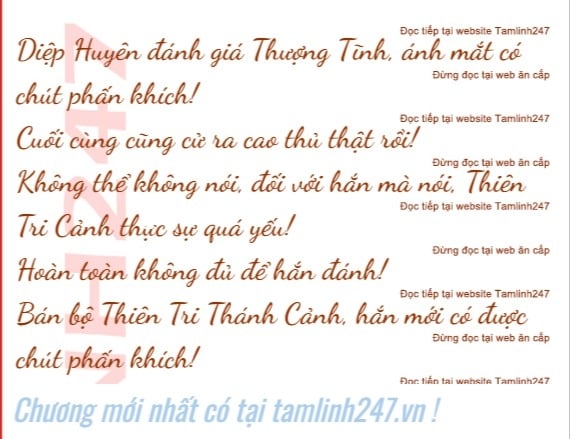 Đọc tiếp tại website Tamlinh247
Diệp Huyên đánh giá Thượng Tĩnh, ánh mắt có
Đừng đọc tại web ăn cắp
chút phấn khích!
Đọc tiếp tại website Tamlinh247
Cuối cùng cũng cử ra cao thủ thật rồi!
Đừng đọc tại web ăn cắp
Không thể không nói, đối với hắn mà nói, Thiên
Đọc tiếp tại website Tamlinh247
Tri Cảnh thực sự quá yếu!
Đừng đọc tại web ăn cắp
Hoàn toàn không đủ để hắn đánh!
Đọc tiếp tại website Tamlinh247
Bán bộ Thiên Tri Thánh Cảnh, hắn mới có được
Đừng đọc tại web ăn cắp
chút phấn khích!
Đọc tiếp tại website Tamlinh247
NH247
Chương mới nhất có tại tamlinh247.vn !